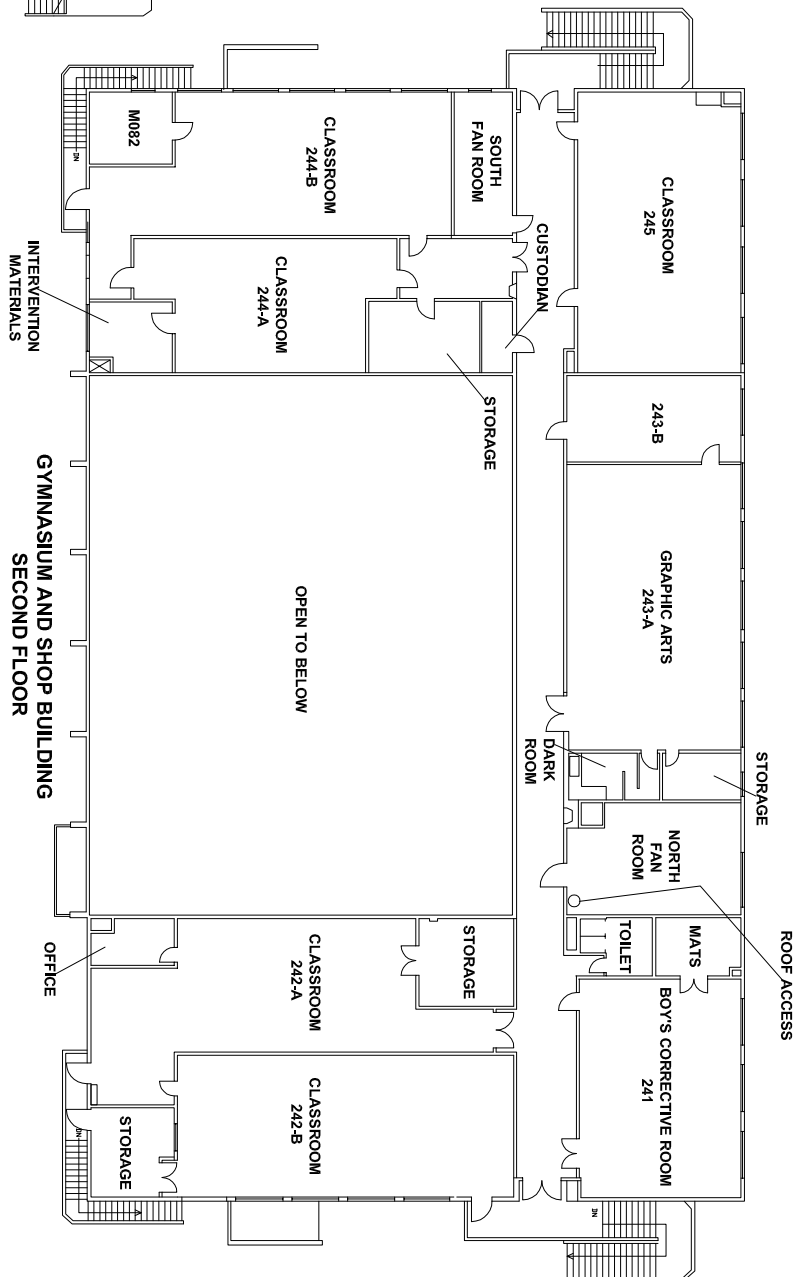 ROOF ACCESS
STORAGE
CLASSROOM
245
243-B
GRAPHIC ARTS
243-A
NORTH
FAN
ROOM
MATS
TOILET
BOY'S CORRECTIVE ROOM
241
DN
SOUTH
FAN ROOM
CUSTODIAN
STORAGE
DARK
ROOM
STORAGE
M082
CLASSROOM
244-B
CLASSROOM
244-A
OPEN TO BELOW
CLASSROOM
242-A
CLASSROOM
242-B
STORAGE
DN
DN
INTERVENTION
MATERIALS
OFFICE
GYMNASIUM AND SHOP BUILDING
SECOND FLOOR